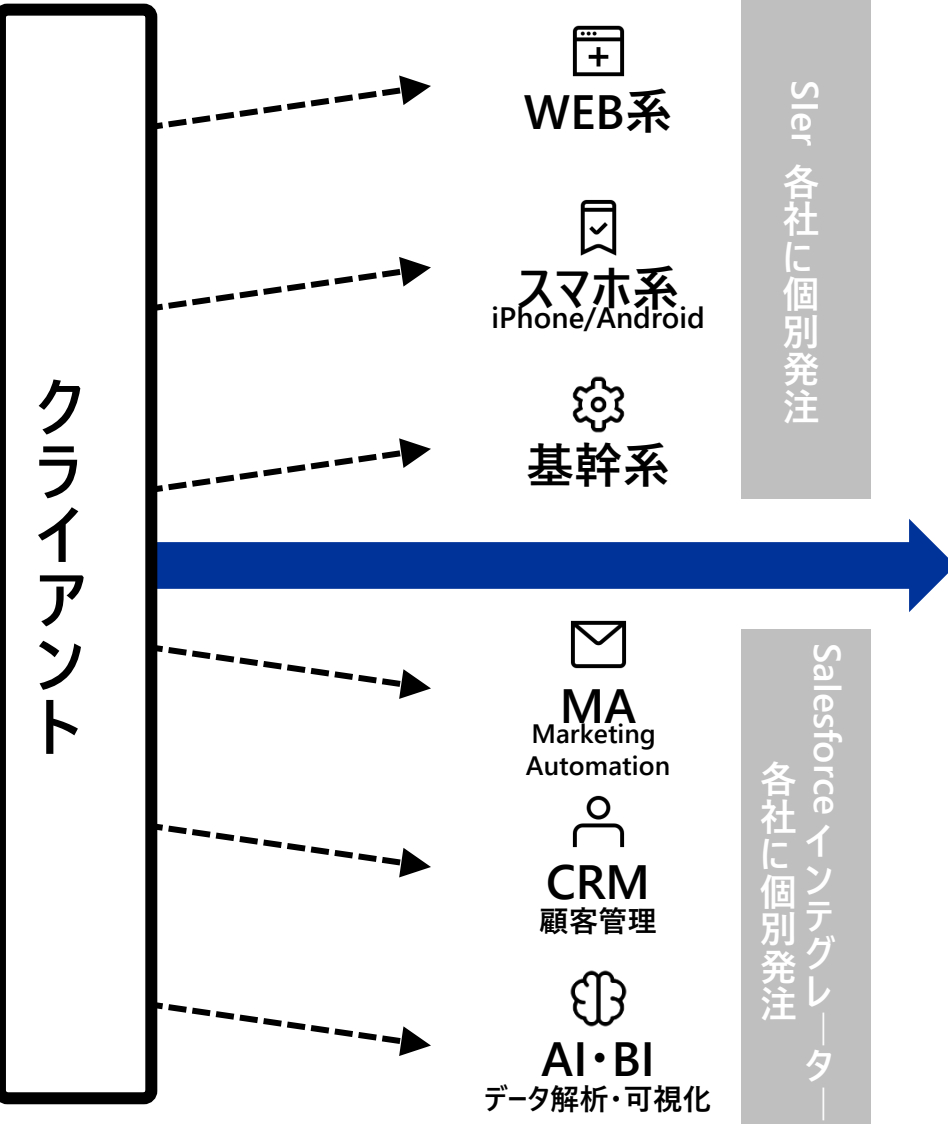 クライアント
WEB系
スマホ系
iPhone/Android
基幹系
SIer 各社に個別発注
MA
Marketing
Automation
CRM
顧客管理
AI・BI
データ解析・可視化
Salesforce インテグレーター
各社に個別発注